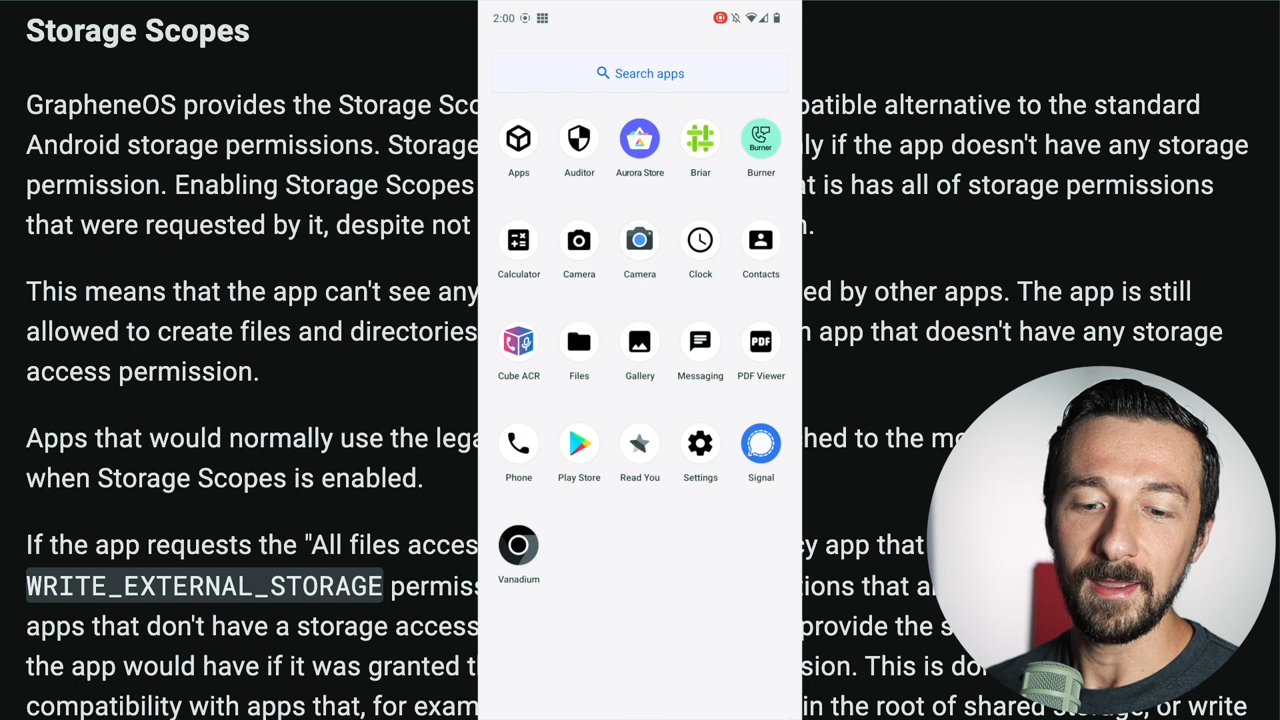 Storage Scopes
GrapheneOS provides the Storage Sco
patible alternative to the standard
Android storage permissions. Storage
ly if the app doesn't have any storage
permission. Enabling Storage Scopes
t is has all of storage permissions
that were requested by it, despite not
n.
This means that the app can't see any
ed by other apps. The app is still
allowed to create files and directories
n app that doesn't have any storage
access permission.
Apps that would normally use the lega
hed to the mo
when Storage Scopes is enabled.
If the app requests the "All files acces
cy app that
WRITE_EXTERNAL_STORAGE permiss
tions that a
apps that don't have a storage access
provide the s
the app would have if it was granted t
sion. This is do
compatibility with apps that, for exam
in the root of shared storage, or write
2:00
Search apps
Apps Auditor Aurora Store Briar Burner
Burner
Calculator Camera Camera Clock Contacts
PDF
Cube ACR Files Gallery Messaging PDF Viewer
Phone Play Store Read You Settings Signal
Vanadium